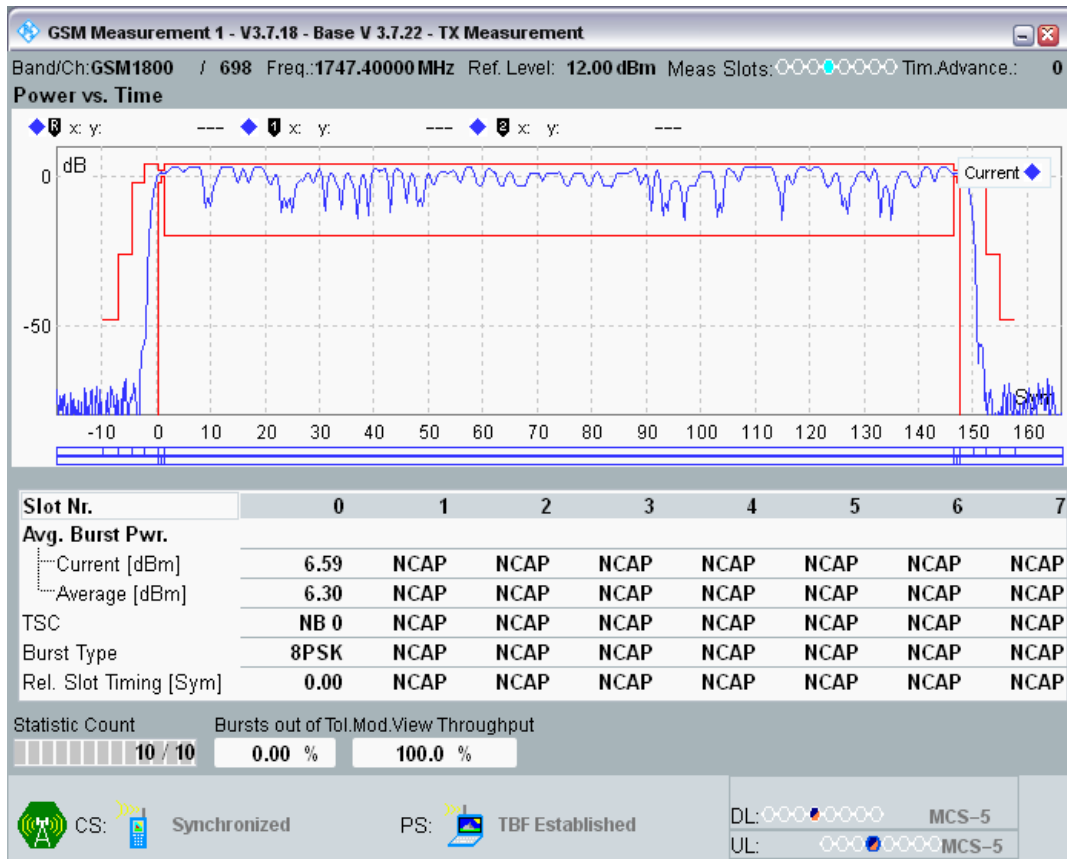 GSM Measurement 1 - V3.7.18 - Base V 3.7.22 - TX Measurement
Band/Ch:GSM1800 / 698 Freq.:1747.40000 MHz Ref. Level: 12.00 dBm Meas Slots: Tim.Advance.: 0
Power vs. Time
R x: y: --- 1 x: y: --- 2 x: y: ---
dB
Current
0
-50
Sym
-10 0 10 20 30 40 50 60 70 80 90 100 110 120 130 140 150 160
Slot Nr. 0 1 2 3 4 5 6 7
Avg. Burst Pwr.
Current [dBm] 6.59 NCAP NCAP NCAP NCAP NCAP NCAP NCAP
Average [dBm] 6.30 NCAP NCAP NCAP NCAP NCAP NCAP NCAP
TSC NB 0 NCAP NCAP NCAP NCAP NCAP NCAP NCAP
Burst Type 8PSK NCAP NCAP NCAP NCAP NCAP NCAP NCAP
Rel. Slot Timing [Sym] 0.00 NCAP NCAP NCAP NCAP NCAP NCAP NCAP
Statistic Count Bursts out of Tol.Mod.View Throughput
10 / 10 0.00 % 100.0 %
CS: Synchronized PS: TBF Established
DL: MCS-5
UL: MCS-5